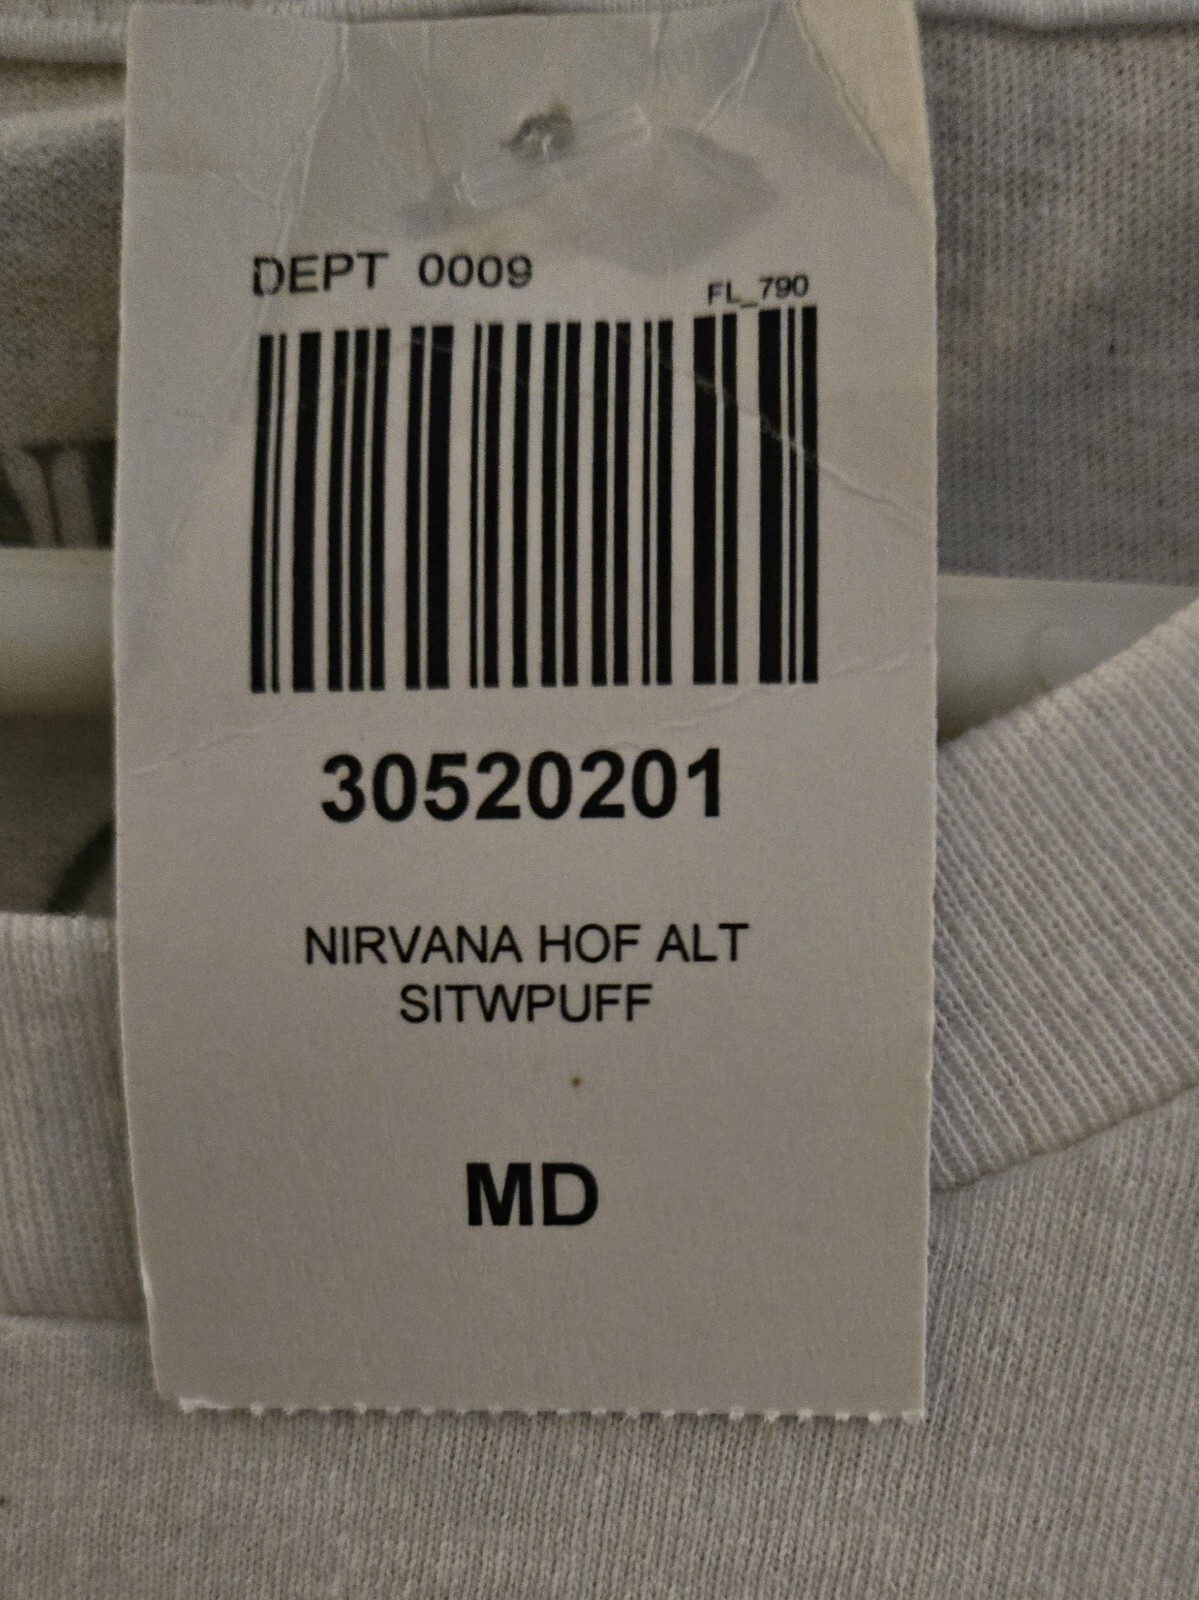 DEPT 0009
FL_790
30520201
NIRVANA HOF ALT
SITWPUFF
MD